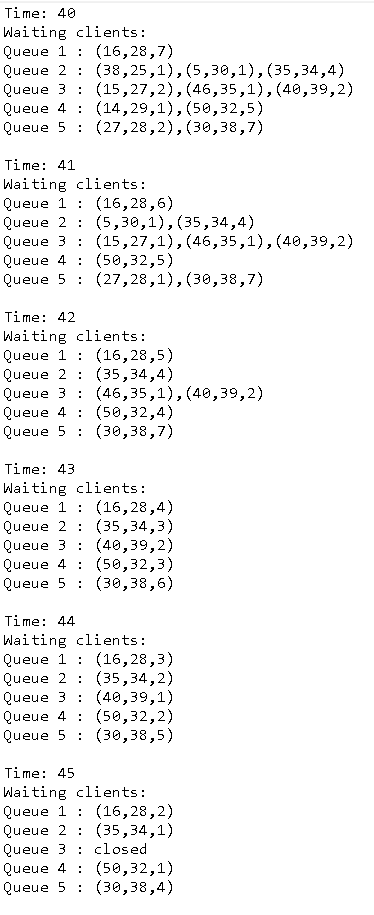 Time: 40
Waiting clients:
Queue 1 : (16,28,7)
Queue 2 : (38,25,1),(5,30,1),(35,34,4)
Queue 3 : (15,27,2),(46,35,1),(40,39,2)
Queue 4 : (14,29,1),(50,32,5)
Queue 5 : (27,28,2),(30,38,7)
Time: 41
Waiting clients:
Queue 1 : (16,28,6)
Queue 2 : (5,30,1),(35,34,4)
Queue 3 : (15,27,1),(46,35,1),(40,39,2)
Queue 4 : (50,32,5)
Queue 5 : (27,28,1),(30,38,7)
Time: 42
Waiting clients:
Queue 1 : (16,28,5)
Queue 2 : (35,34,4)
Queue 3 : (46,35,1),(40,39,2)
Queue 4 : (50,32,4)
Queue 5 : (30,38,7)
Time: 43
Waiting clients:
Queue 1 : (16,28,4)
Queue 2 : (35,34,3)
Queue 3 : (40,39,2)
Queue 4 : (50,32,3)
Queue 5 : (30,38,6)
Time: 44
Waiting clients:
Queue 1 : (16,28,3)
Queue 2 : (35,34,2)
Queue 3 : (40,39,1)
Queue 4 : (50,32,2)
Queue 5 : (30,38,5)
Time: 45
Waiting clients:
Queue 1 : (16,28,2)
Queue 2 : (35,34,1)
Queue 3 : closed
Queue 4 : (50,32,1)
Queue 5 : (30,38,4)